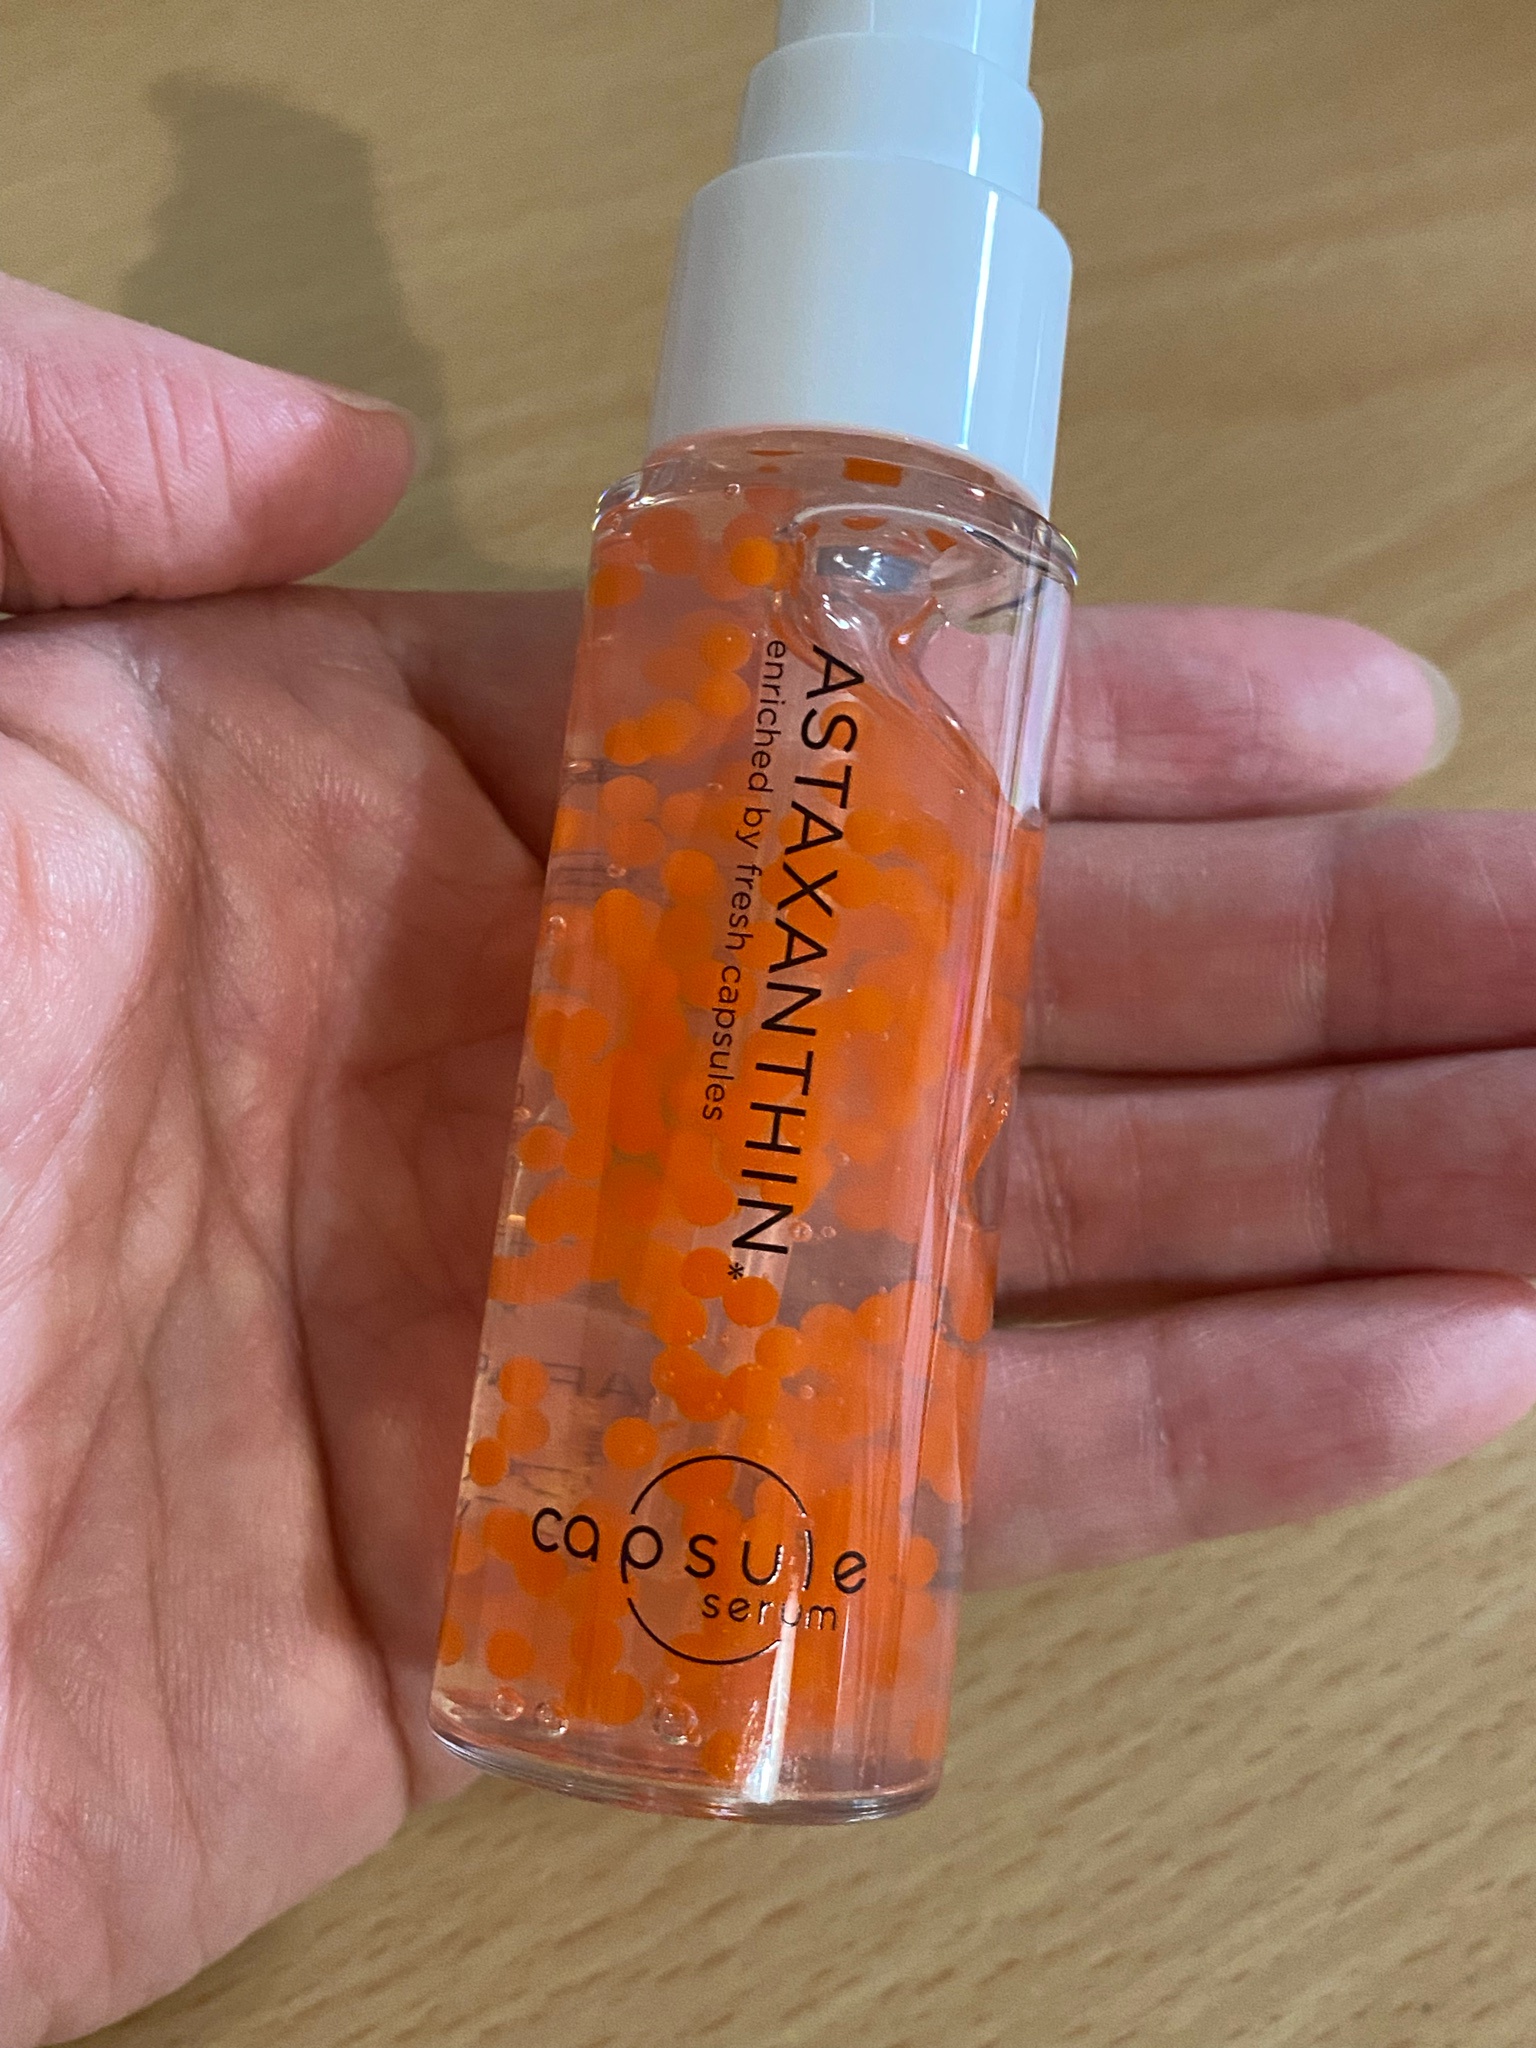 ASTAXANTHIN*
enriched by fresh capsules
capsule
serum